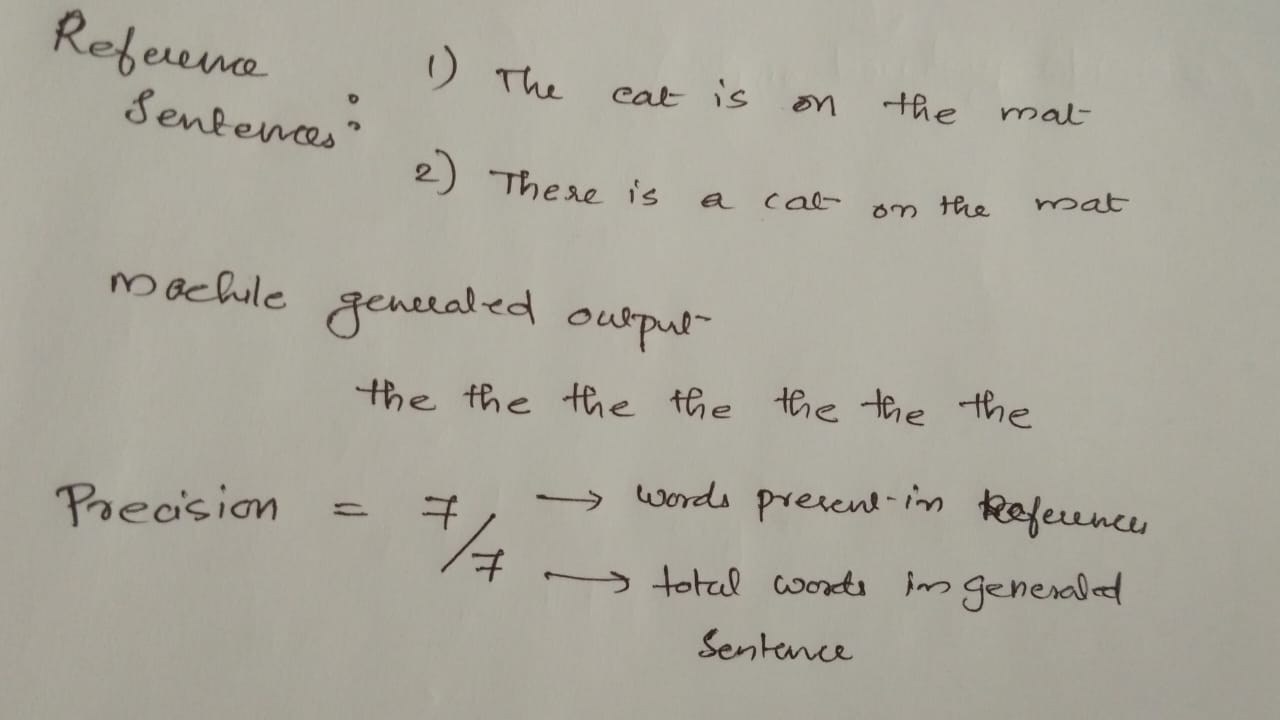 Reference
Sentences:
1) The cat is on the mat
2) There is a cat on the mat
Machine generated output
the the the the the the the
Precision = 7/7
→ words present in References
→ total words in generated
Sentence